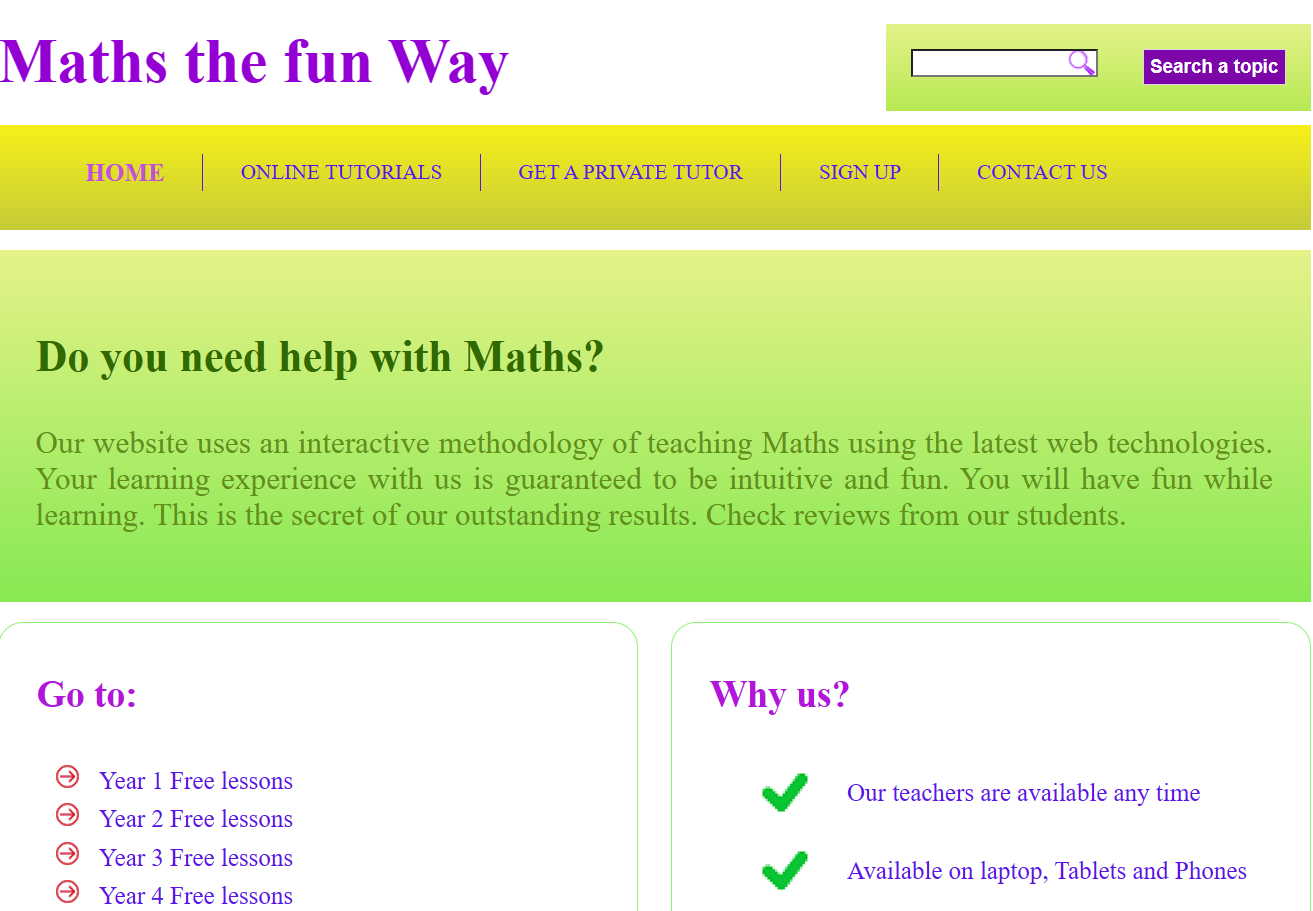 Maths the fun Way
Search a topic
HOME
ONLINE TUTORIALS
GET A PRIVATE TUTOR
SIGN UP
CONTACT US
Do you need help with Maths?
Our website uses an interactive methodology of teaching Maths using the latest web technologies.
Your learning experience with us is guaranteed to be intuitive and fun. You will have fun while
learning. This is the secret of our outstanding results. Check reviews from our students.
Go to:
Year 1 Free lessons
Year 2 Free lessons
Year 3 Free lessons
Year 4 Free lessons
Why us?
Our teachers are available any time
Available on laptop, Tablets and Phones